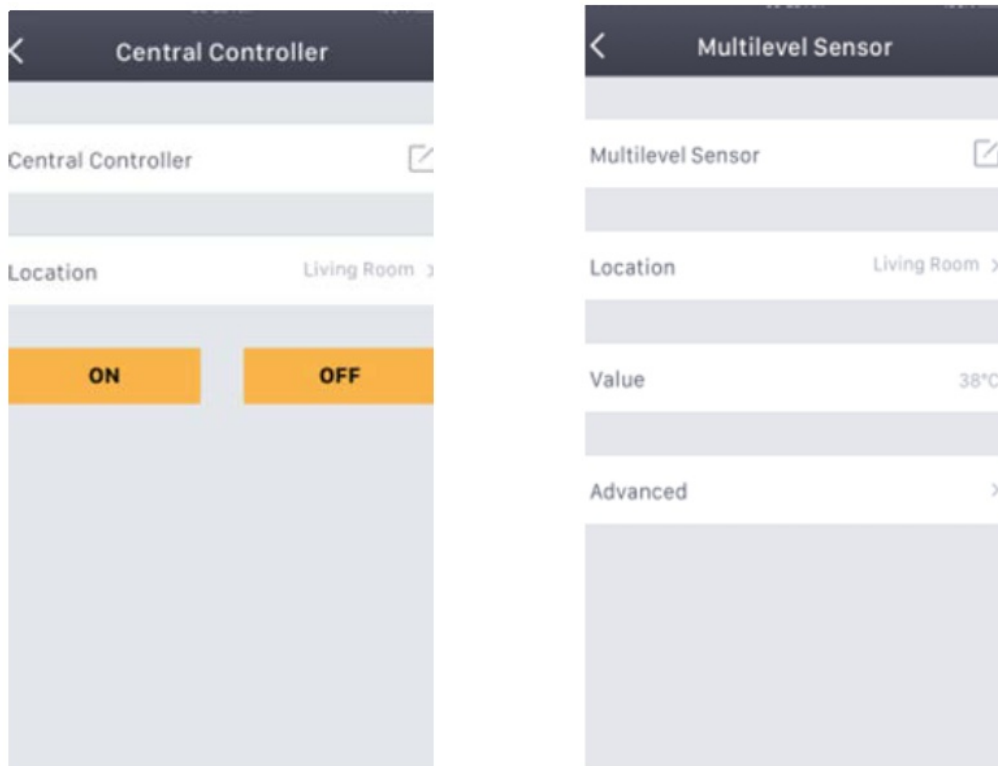 Central Controller
Central Controller
Location Living Room
ON OFF
Multilevel Sensor
Multilevel Sensor
Location Living Room
Value 38°C
Advanced